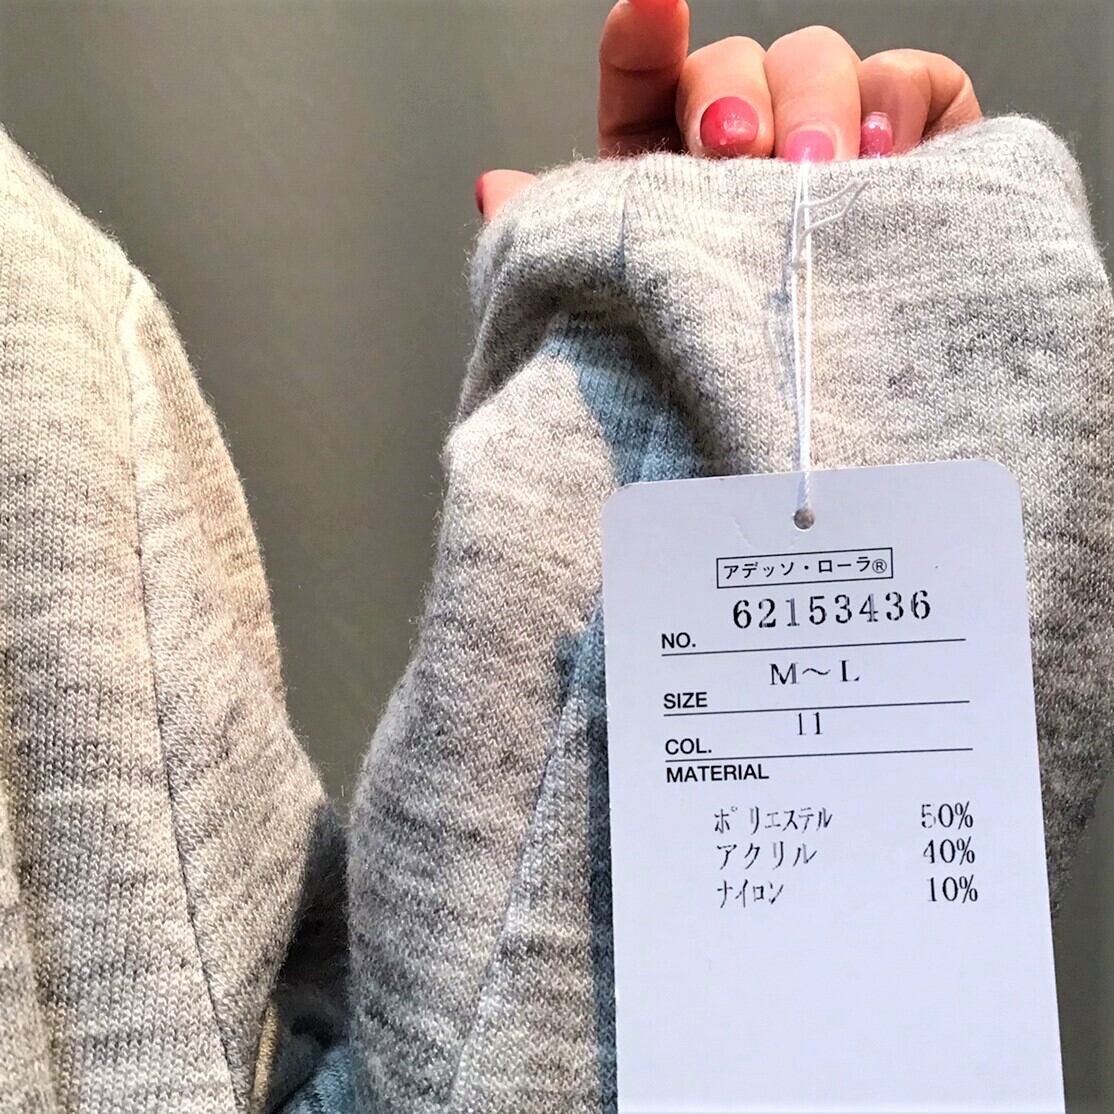 アデッソ・ローラ®
62153436
NO.
M～L
SIZE
11
COL.
MATERIAL
ポリエステル 50%
アクリル 40%
ナイロン 10%